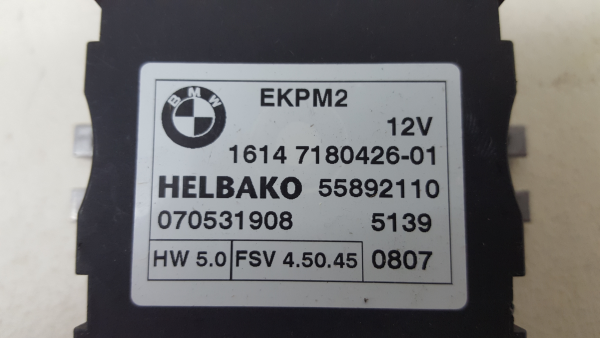 BMW
EKPM2
12V
1614 7180426-01
HELBAKO 55892110
070531908 5139
HW 5.0 FSV 4.50.45 0807